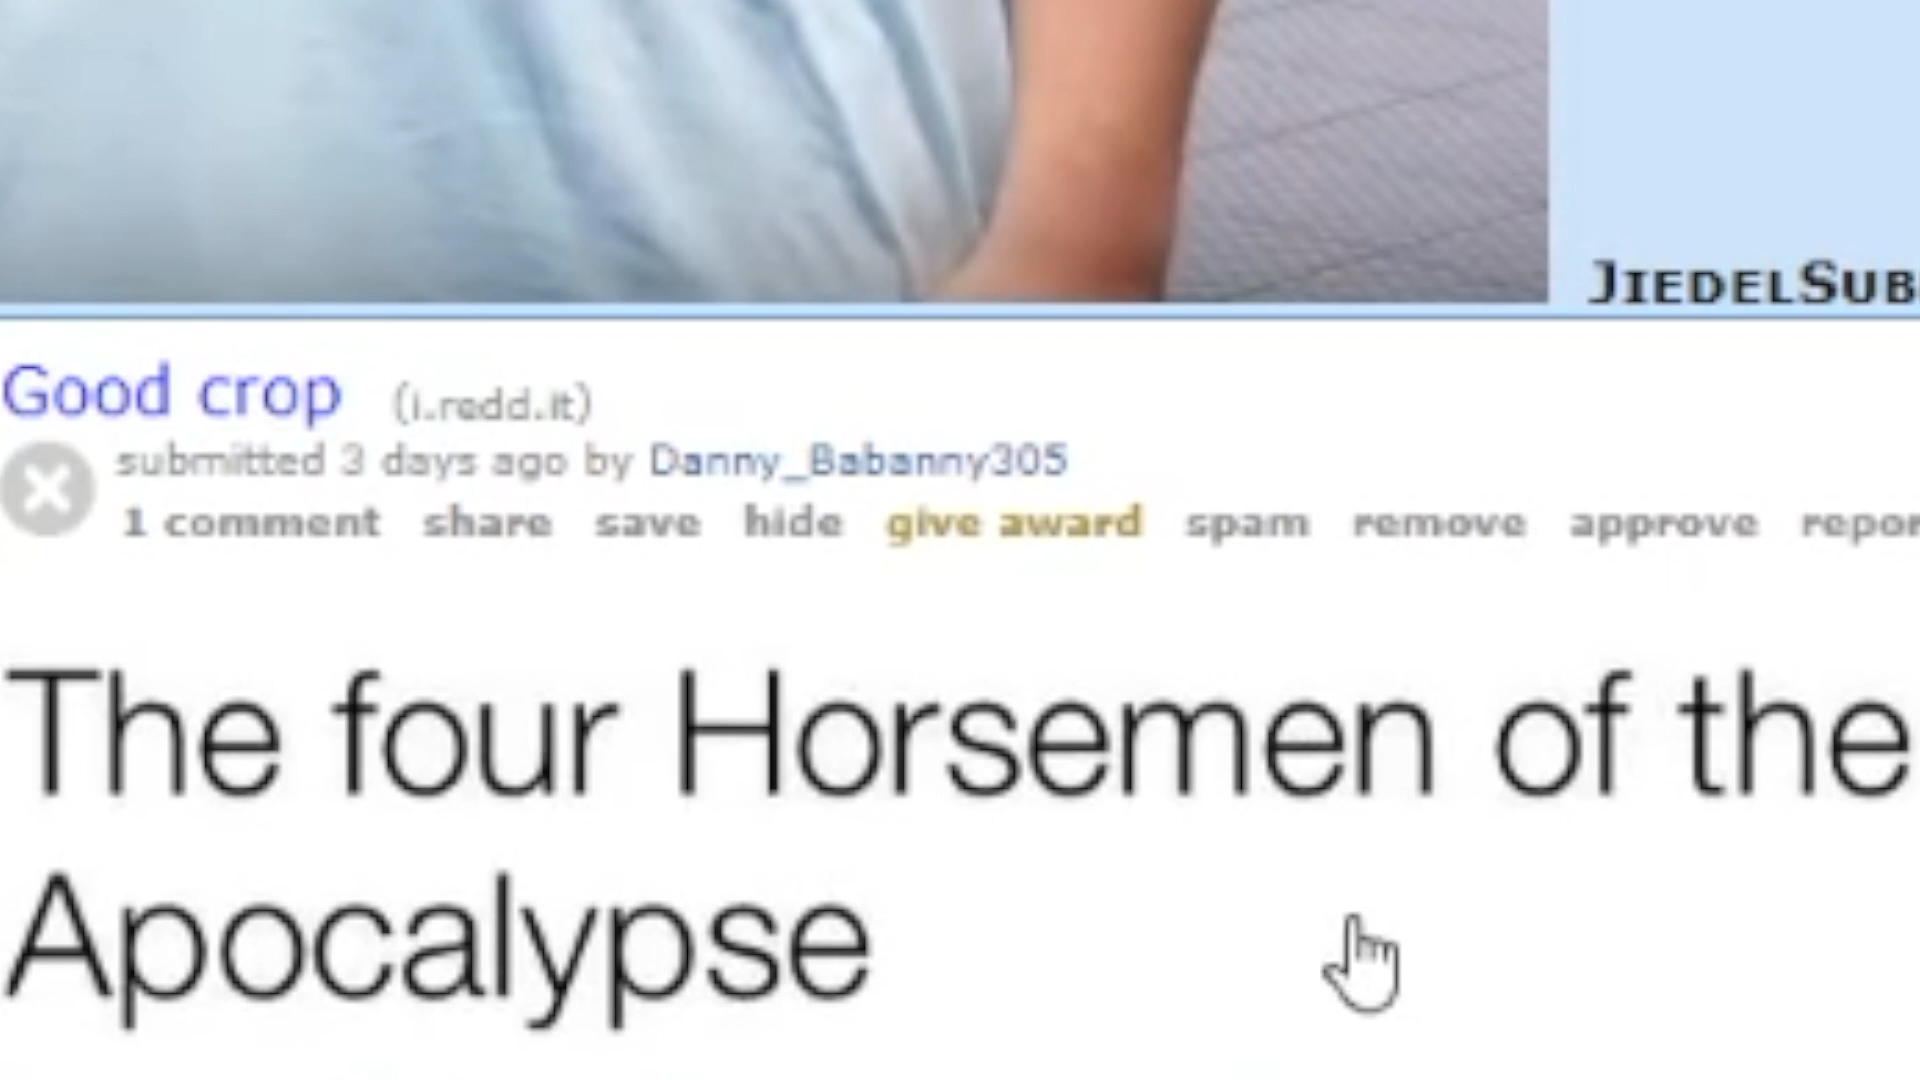 JIEDELSUB
Good crop (i.redd.it)
submitted 3 days ago by Danny_Babanny305
1 comment share save hide give award spam remove approve repor
The four Horsemen of the
Apocalypse